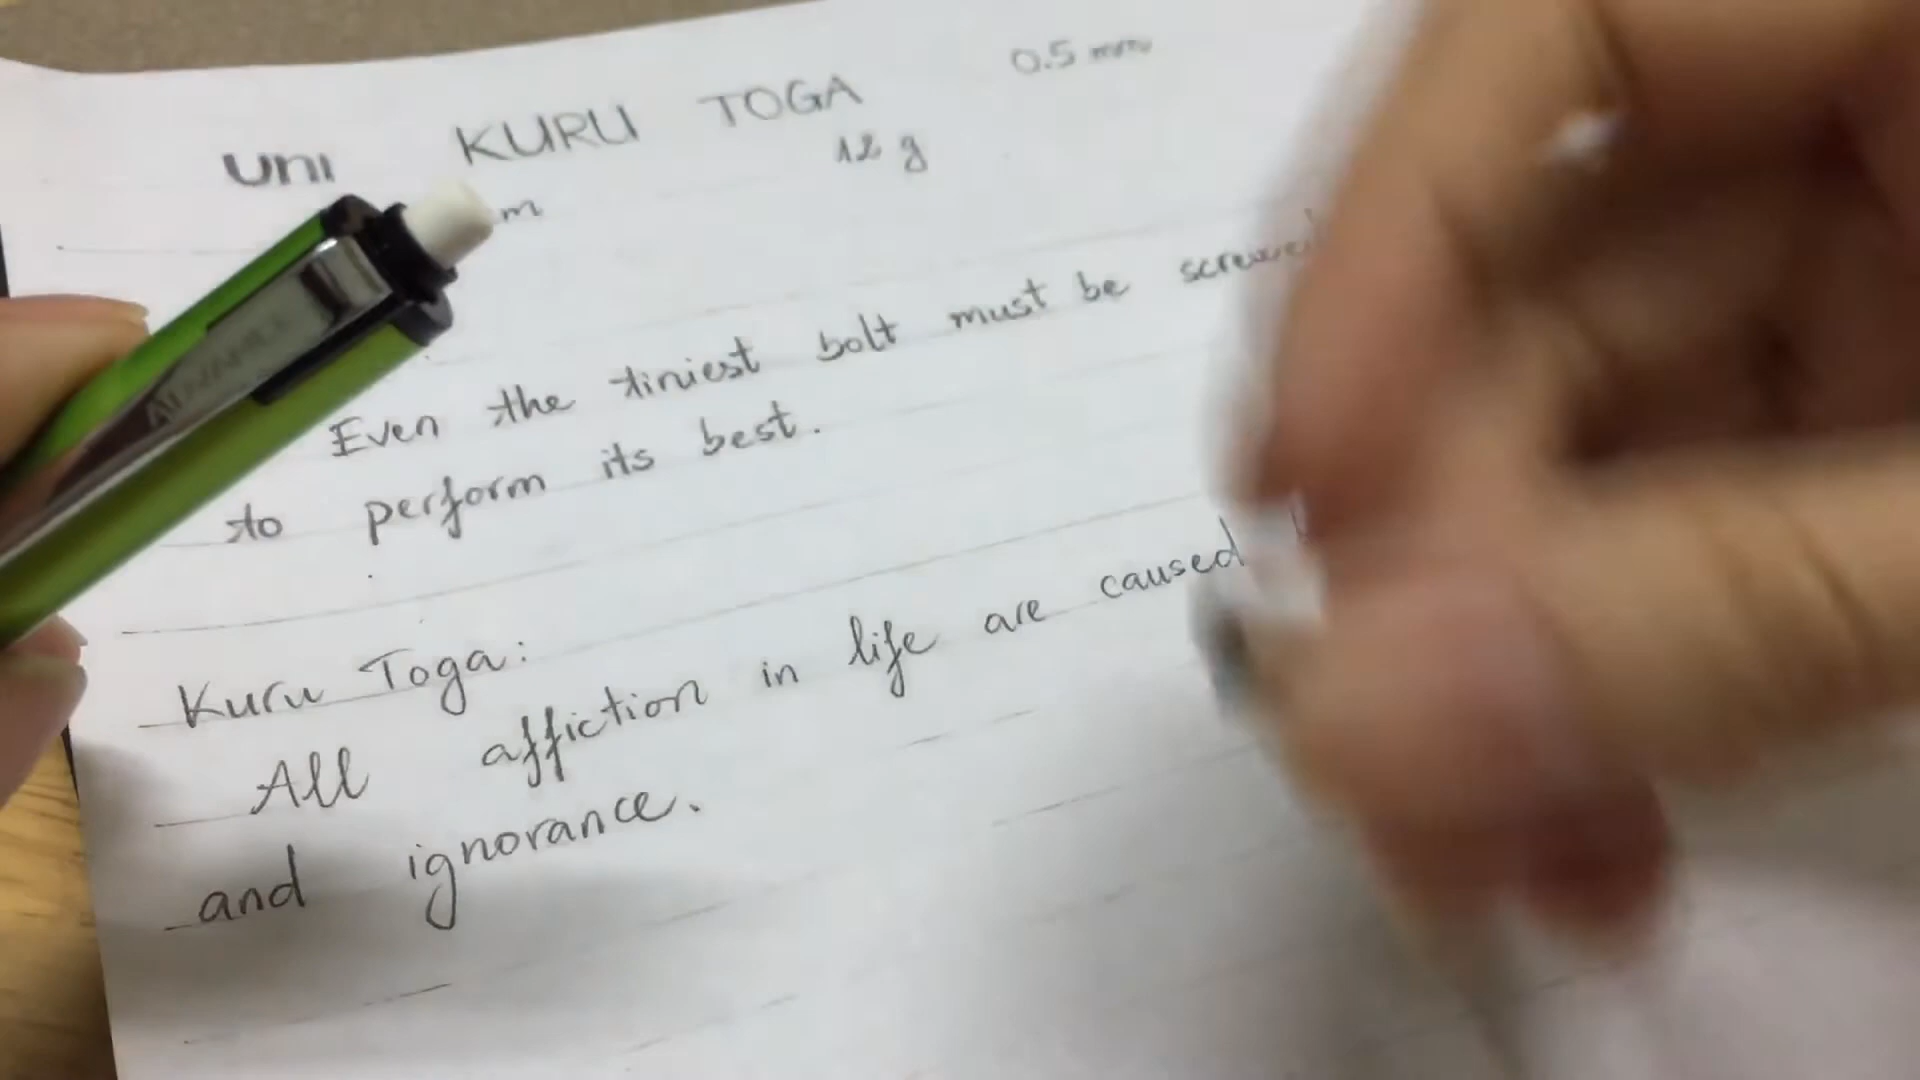 uni KURU TOGA 0.5 mm
m 12 g
Even the tiniest bolt must be
to perform its best.
Kuru Toga:
All affiction in life are caused
and ignorance.